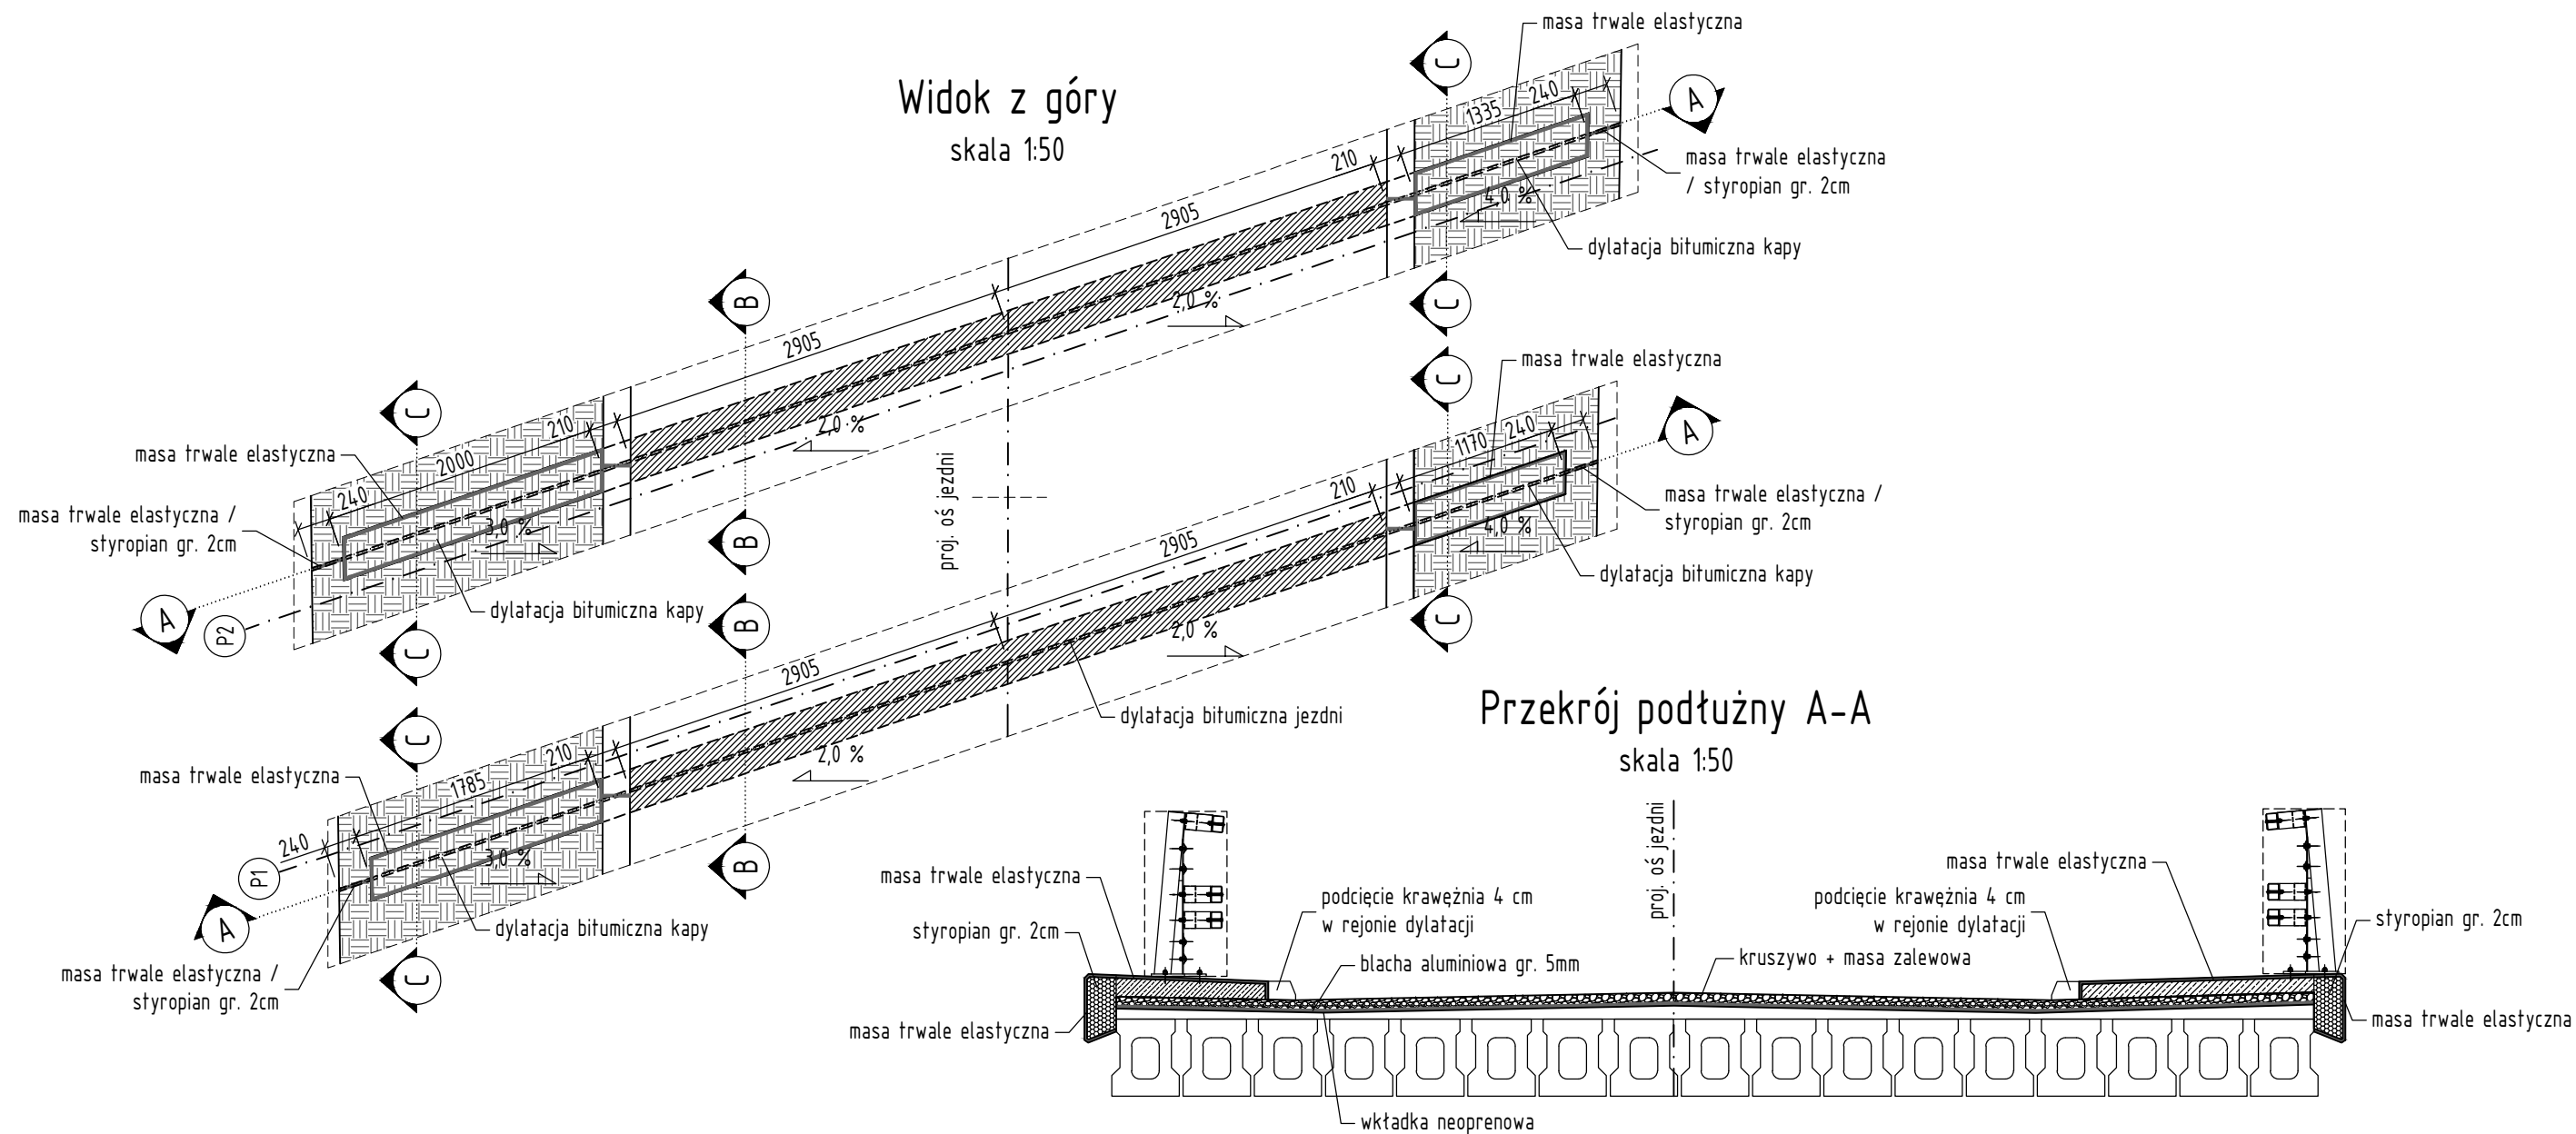 Widok z góry
skala 1:50
masa trwale elastyczna
C
A
240
1335
210
masa trwale elastyczna
/ styropian gr. 2cm
4,0 %
dylatacja bitumiczna kapy
2905
2,0 %
C
B
2905
2,0 %
C
masa trwale elastyczna
210
2000
240
3,0 %
masa trwale elastyczna /
styropian gr. 2cm
A
P2
dylatacja bitumiczna kapy
C
B
proj. oś jezdni
C
masa trwale elastyczna
A
240
1170
210
masa trwale elastyczna /
styropian gr. 2cm
4,0 %
dylatacja bitumiczna kapy
2905
2,0 %
C
B
2905
2,0 %
dylatacja bitumiczna jezdni
C
masa trwale elastyczna
210
1785
240
3,0 %
P1
A
dylatacja bitumiczna kapy
masa trwale elastyczna /
styropian gr. 2cm
C
B
Przekrój podłużny A-A
skala 1:50
proj. oś jezdni
masa trwale elastyczna
styropian gr. 2cm
masa trwale elastyczna
podcięcie krawężnia 4 cm
w rejonie dylatacji
blacha aluminiowa gr. 5mm
wkładka neoprenowa
kruszywo + masa zalewowa
podcięcie krawężnia 4 cm
w rejonie dylatacji
masa trwale elastyczna
styropian gr. 2cm
masa trwale elastyczna